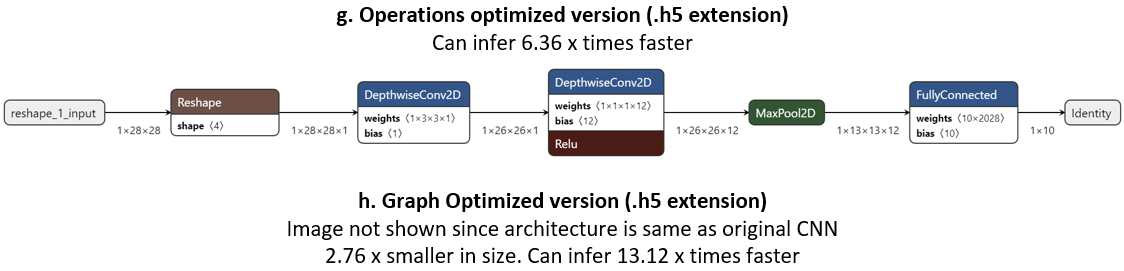 g. Operations optimized version (.h5 extension)
Can infer 6.36 x times faster
reshape_1_input
1×28×28
Reshape
shape ⟨4⟩
1×28×28×1
DepthwiseConv2D
weights ⟨1×3×3×1⟩
bias ⟨1⟩
1×26×26×1
DepthwiseConv2D
weights ⟨1×1×1×12⟩
bias ⟨12⟩
Relu
1×26×26×12
MaxPool2D
1×13×13×12
FullyConnected
weights ⟨10×2028⟩
bias ⟨10⟩
1×10
Identity
h. Graph Optimized version (.h5 extension)
Image not shown since architecture is same as original CNN
2.76 x smaller in size. Can infer 13.12 x times faster